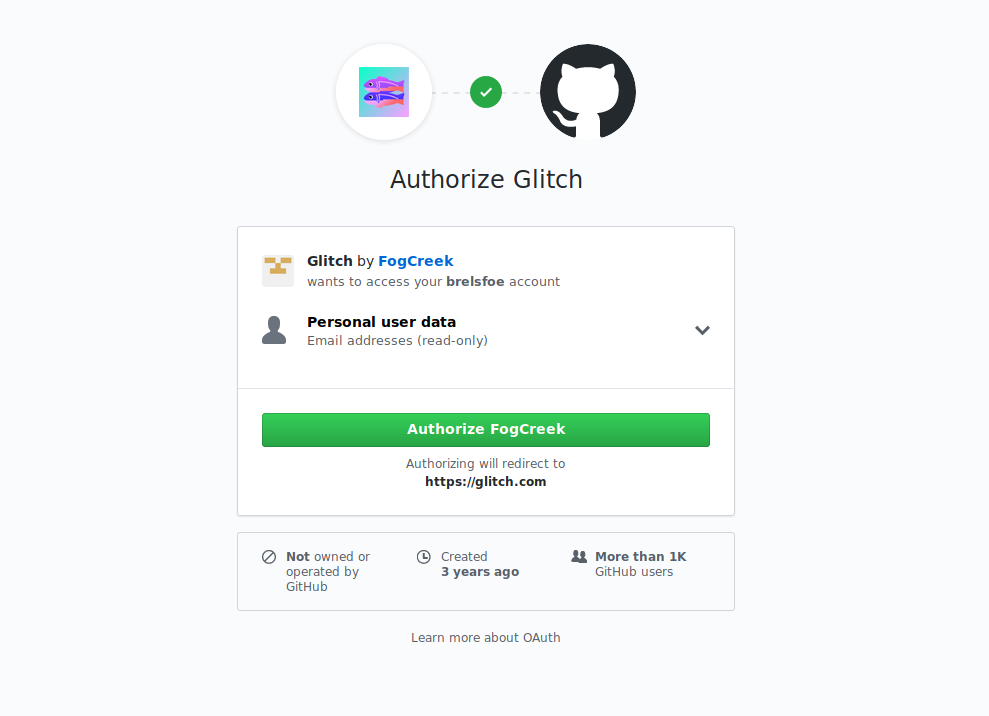 Authorize Glitch
Glitch by FogCreek
wants to access your brelsfoe account
Personal user data
Email addresses (read-only)
Authorize FogCreek
Authorizing will redirect to
https://glitch.com
Not owned or
operated by
GitHub
Created
3 years ago
More than 1K
GitHub users
Learn more about OAuth